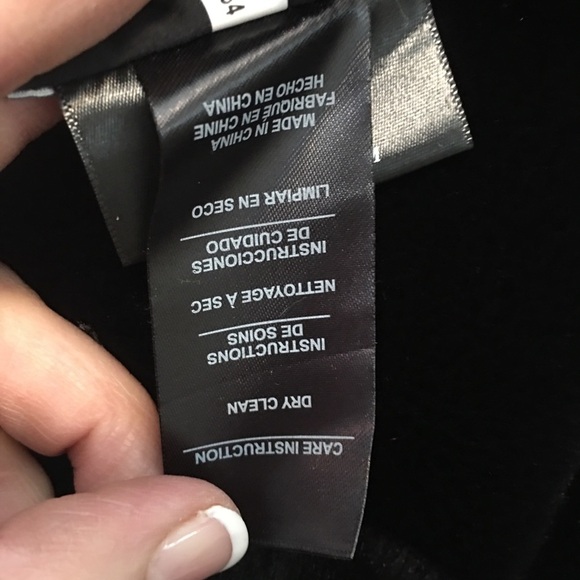 CARE INSTRUCTION
DRY CLEAN
INSTRUCTIONS
DE SOINS
NETTOYAGE À SEC
INSTRUCCIONES
DE CUIDADO
LIMPIAR EN SECO
MADE IN CHINA
FABRIQUÉ EN CHINE
HECHO EN CHINA